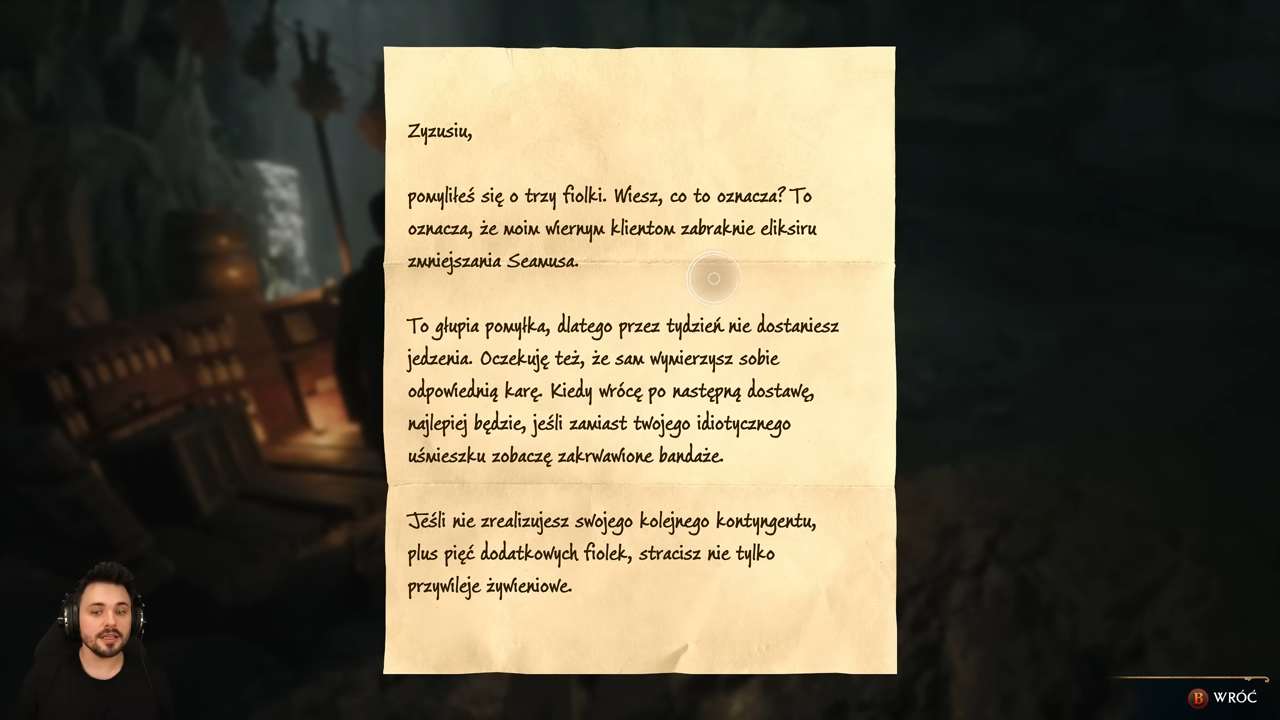 Zyzusiu,
pomyliłeś się o trzy fiolki. Wiesz, co to oznacza? To
oznacza, że moim wiernym klientom zabraknie eliksiru
zmniejszania Seamusa.
To głupia pomyłka, dlatego przez tydzień nie dostaniesz
jedzenia. Oczekuję też, że sam wymierzysz sobie
odpowiednią karę. Kiedy wrócę po następną dostawę,
najlepiej będzie, jeśli zamiast twojego idiotycznego
uśmieszku zobaczę zakrwawione bandaże.
Jeśli nie zrealizujesz swojego kolejnego kontyngentu,
plus pięć dodatkowych fiolek, stracisz nie tylko
przywileje żywieniowe.
B WRÓĆ